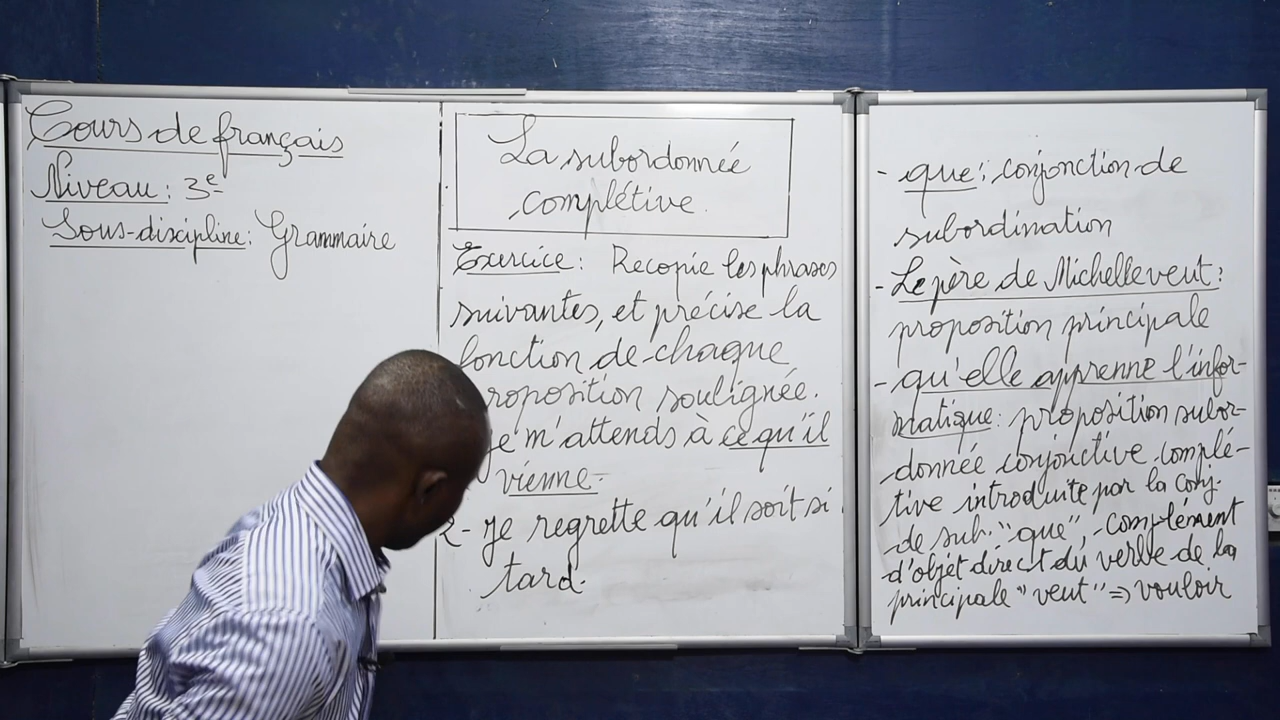 Cours de français
Niveau: 3e
Sous-discipline: Grammaire
La subordonnée
complétive.
Exercice: Recopie les phrases
suivantes, et précise la
fonction de chaque
roposition soulignée.
je m'attends à ce qu'il
vienne.
2- Je regrette qu'il soit si
tard.
- que: conjonction de
subordination
- Le père de Michelle veut:
proposition principale
- qu'elle apprenne l'infor-
matique: proposition subor-
donnée conjonctive complé-
tive introduite par la conj.
de sub. "que", complément
d'objet direct du verbe de la
principale "veut" => vouloir